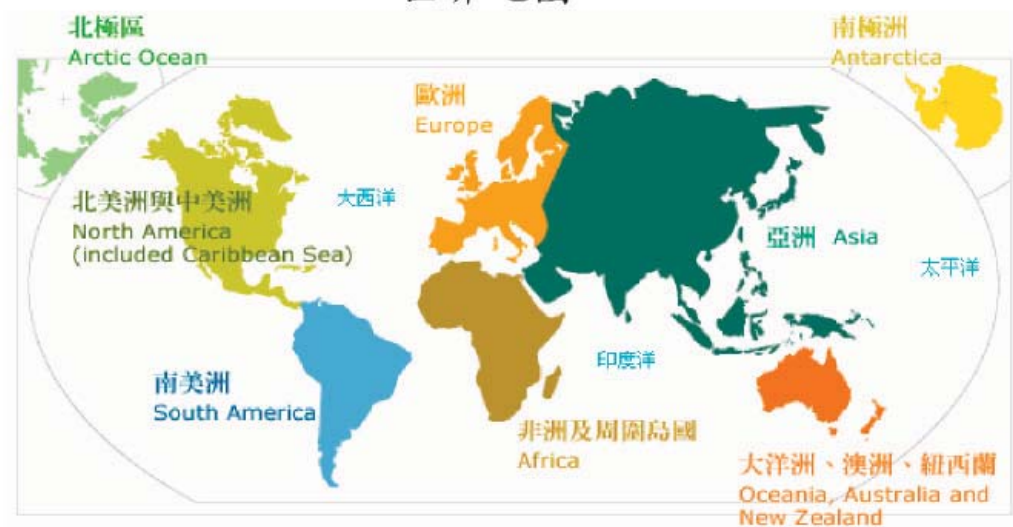 北極區
Arctic Ocean
南極洲
Antarctica
歐洲
Europe
北美洲與中美洲
North America
(included Caribbean Sea)
大西洋
亞洲 Asia
太平洋
印度洋
南美洲
South America
非洲及周圍島國
Africa
大洋洲、澳洲、紐西蘭
Oceania, Australia and
New Zealand